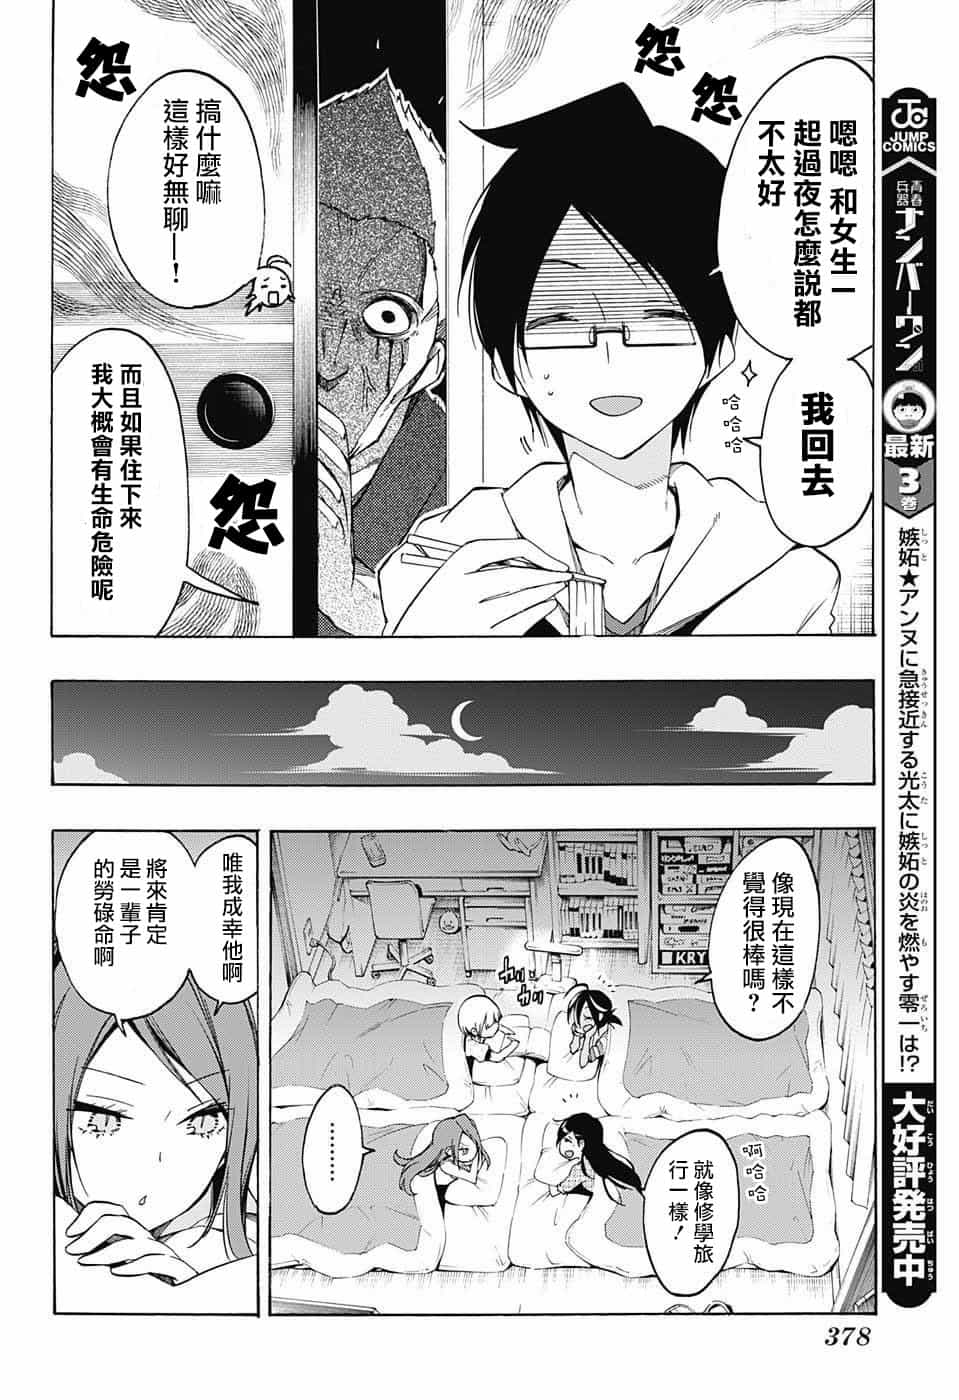 嗯嗯 和女生一
起過夜怎麼說都
不太好
我回去
哈哈哈
怨
怨
搞什麼嘛
這樣好無聊─!
怨
而且如果住下來
我大概會有生命危險呢
怨
像現在這樣不
覺得很棒嗎?
就像修學旅
行一樣!
啊哈哈
………
KRY
唯我成幸他啊
將來肯定
是一輩子
的勞碌命啊
JC
JUMP
COMICS
青春
兵器
ナンバーワン
最新
3
巻
嫉妬★アンヌに急接近する光太に嫉妬の炎を燃やす零一は!?
大好評発売中
378